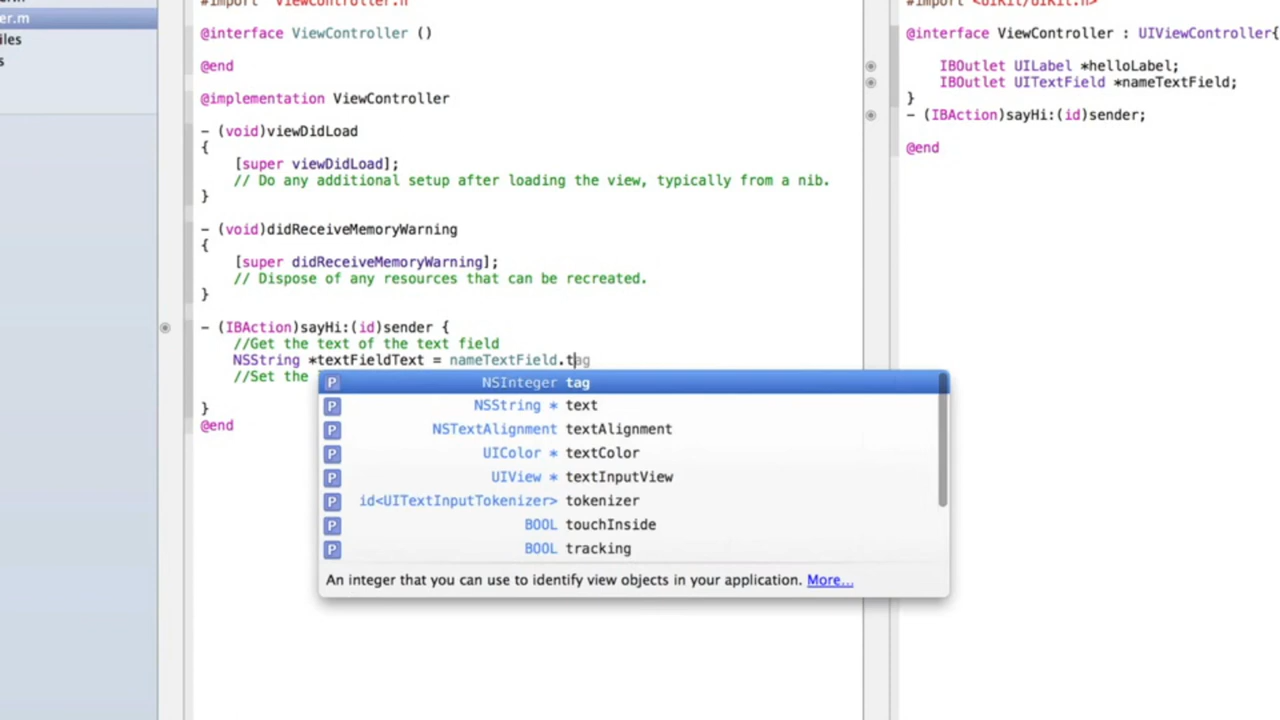 er.m
iles
s
#import "ViewController.h"
@interface ViewController ()
@end
@implementation ViewController
- (void)viewDidLoad
{
[super viewDidLoad];
// Do any additional setup after loading the view, typically from a nib.
}
- (void)didReceiveMemoryWarning
{
[super didReceiveMemoryWarning];
// Dispose of any resources that can be recreated.
}
- (IBAction)sayHi:(id)sender {
//Get the text of the text field
NSString *textFieldText = nameTextField.tag
//Set the
}
@end
NSInteger tag
NSString * text
NSTextAlignment textAlignment
UIColor * textColor
UIView * textInputView
id<UITextInputTokenizer> tokenizer
BOOL touchInside
BOOL tracking
An integer that you can use to identify view objects in your application. More...
#import <UIKit/UIKit.h>
@interface ViewController : UIViewController{
IBOutlet UILabel *helloLabel;
IBOutlet UITextField *nameTextField;
}
- (IBAction)sayHi:(id)sender;
@end